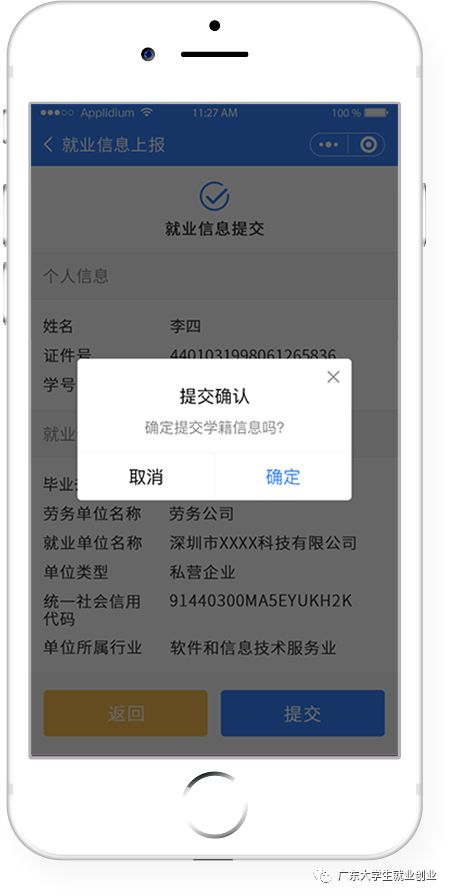 Applidium 11:27 AM 100 %
就业信息上报
就业信息提交
个人信息
姓名 李四
证件号 4401031998061265836
学号
提交确认
确定提交学籍信息吗?
取消 确定
就业
毕业
劳务单位名称 劳务公司
就业单位名称 深圳市XXXX科技有限公司
单位类型 私营企业
统一社会信用 91440300MA5EYUKH2K
代码
单位所属行业 软件和信息技术服务业
返回 提交
广东大学生就业创业